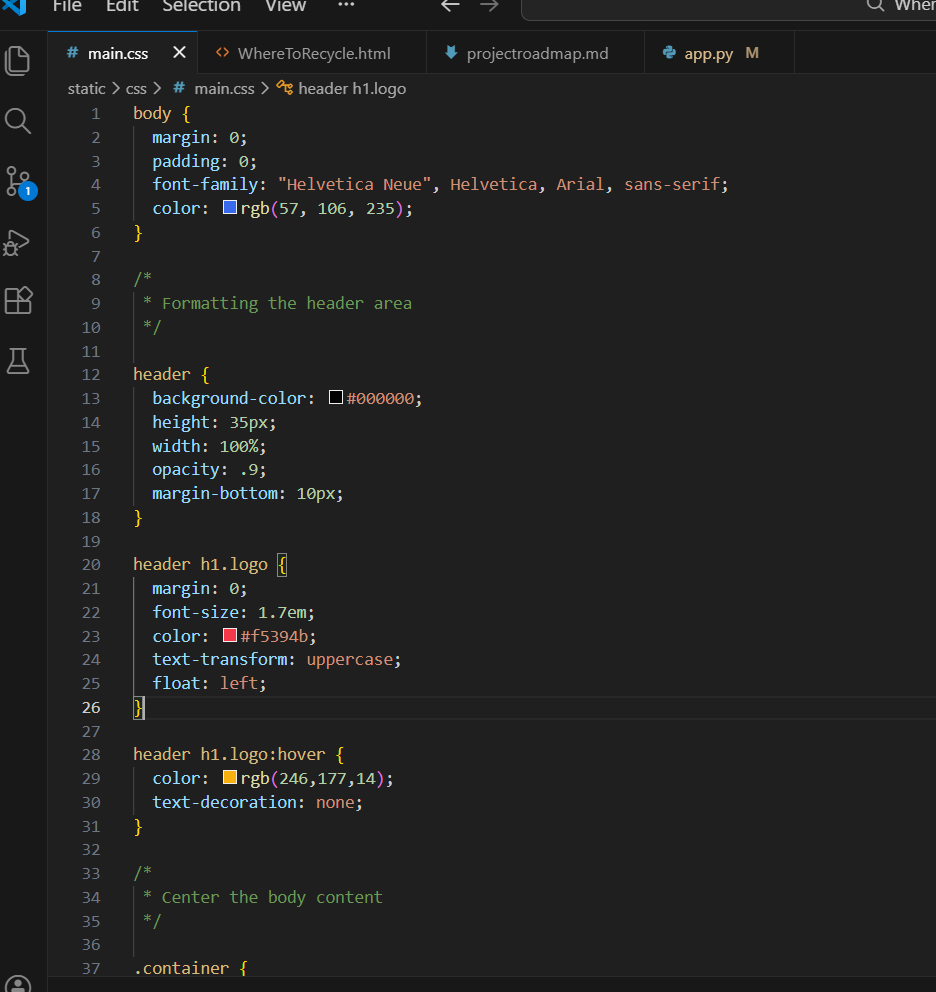 File Edit Selection View ... Wher
# main.css × <> WhereToRecycle.html projectroadmap.md app.py M
static > css > # main.css > header h1.logo
1 body {
2   margin: 0;
3   padding: 0;
4   font-family: "Helvetica Neue", Helvetica, Arial, sans-serif;
5   color: rgb(57, 106, 235);
6 }
7
8 /*
9  * Formatting the header area
10  */
11
12 header {
13   background-color: #000000;
14   height: 35px;
15   width: 100%;
16   opacity: .9;
17   margin-bottom: 10px;
18 }
19
20 header h1.logo {
21   margin: 0;
22   font-size: 1.7em;
23   color: #f5394b;
24   text-transform: uppercase;
25   float: left;
26 }
27
28 header h1.logo:hover {
29   color: rgb(246,177,14);
30   text-decoration: none;
31 }
32
33 /*
34  * Center the body content
35  */
36
37 .container {
1